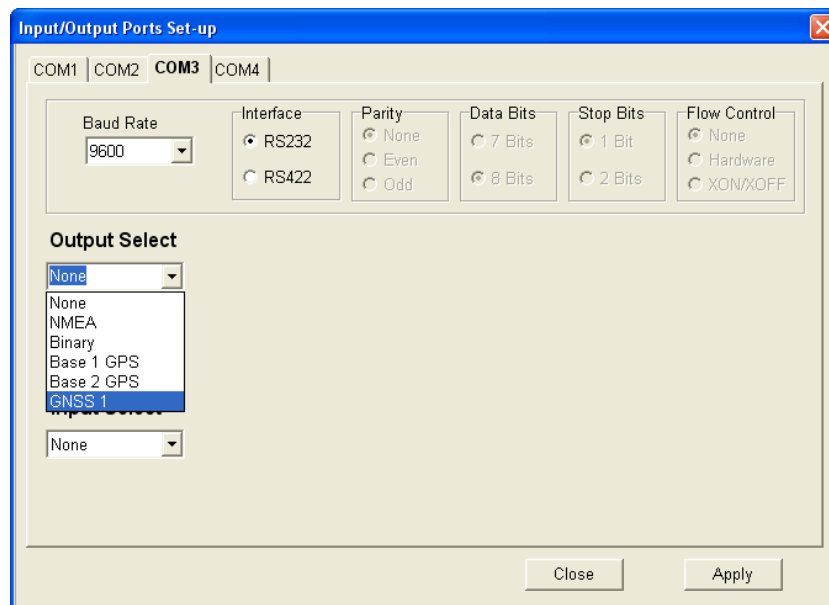 Input/Output Ports Set-up
COM1 COM2 COM3 COM4
Baud Rate
9600
Interface
RS232
RS422
Parity
None
Even
Odd
Data Bits
7 Bits
8 Bits
Stop Bits
1 Bit
2 Bits
Flow Control
None
Hardware
XON/XOFF
Output Select
None
None
NMEA
Binary
Base 1 GPS
Base 2 GPS
GNSS 1
Input Select
None
Close Apply